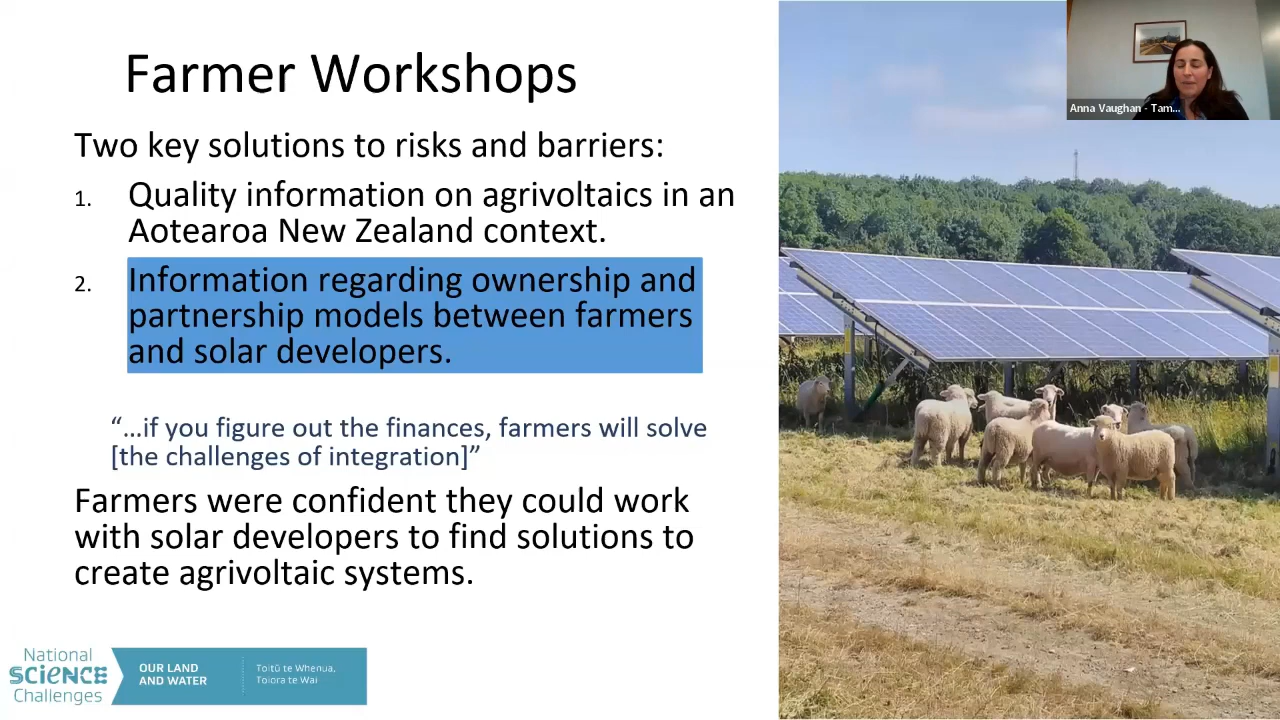 Farmer Workshops
Two key solutions to risks and barriers:
1. Quality information on agrivoltaics in an
Aotearoa New Zealand context.
2. Information regarding ownership and
partnership models between farmers
and solar developers.
“…if you figure out the finances, farmers will solve
[the challenges of integration]”
Farmers were confident they could work
with solar developers to find solutions to
create agrivoltaic systems.
National
SCIENCE
Challenges
OUR LAND
AND WATER
Toitū te Whenua,
Toiora te Wai
Anna Vaughan - Tam...